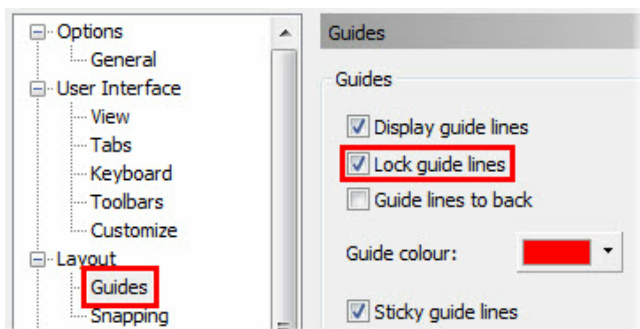 Options
General
User Interface
View
Tabs
Keyboard
Toolbars
Customize
Layout
Guides
Snapping
Guides
Guides
Display guide lines
Lock guide lines
Guide lines to back
Guide colour:
Sticky guide lines